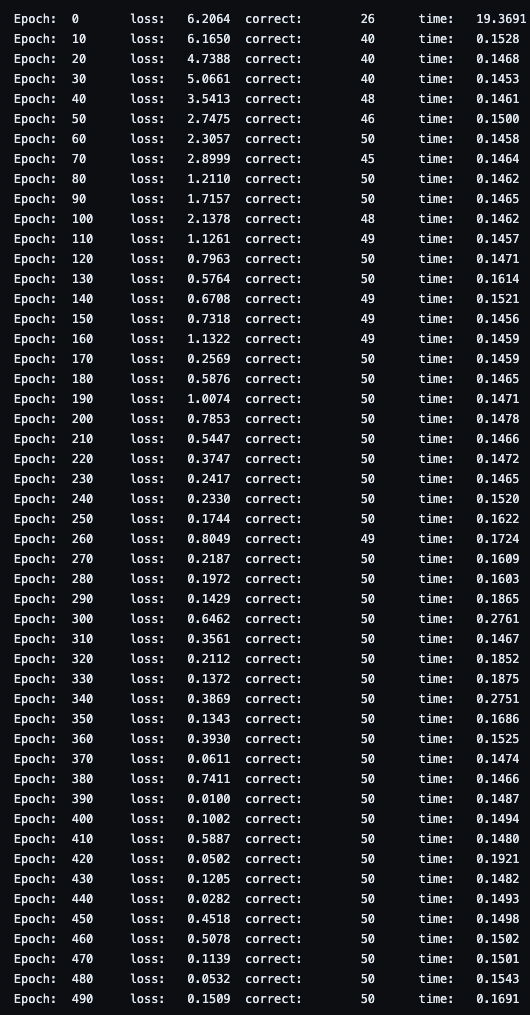 Epoch:  0      loss:   6.2064  correct:        26      time:   19.3691
Epoch:  10     loss:   6.1650  correct:        40      time:   0.1528
Epoch:  20     loss:   4.7388  correct:        40      time:   0.1468
Epoch:  30     loss:   5.0661  correct:        40      time:   0.1453
Epoch:  40     loss:   3.5413  correct:        48      time:   0.1461
Epoch:  50     loss:   2.7475  correct:        46      time:   0.1500
Epoch:  60     loss:   2.3057  correct:        50      time:   0.1458
Epoch:  70     loss:   2.8999  correct:        45      time:   0.1464
Epoch:  80     loss:   1.2110  correct:        50      time:   0.1462
Epoch:  90     loss:   1.7157  correct:        50      time:   0.1465
Epoch:  100    loss:   2.1378  correct:        48      time:   0.1462
Epoch:  110    loss:   1.1261  correct:        49      time:   0.1457
Epoch:  120    loss:   0.7963  correct:        50      time:   0.1471
Epoch:  130    loss:   0.5764  correct:        50      time:   0.1614
Epoch:  140    loss:   0.6708  correct:        49      time:   0.1521
Epoch:  150    loss:   0.7318  correct:        49      time:   0.1456
Epoch:  160    loss:   1.1322  correct:        49      time:   0.1459
Epoch:  170    loss:   0.2569  correct:        50      time:   0.1459
Epoch:  180    loss:   0.5876  correct:        50      time:   0.1465
Epoch:  190    loss:   1.0074  correct:        50      time:   0.1471
Epoch:  200    loss:   0.7853  correct:        50      time:   0.1478
Epoch:  210    loss:   0.5447  correct:        50      time:   0.1466
Epoch:  220    loss:   0.3747  correct:        50      time:   0.1472
Epoch:  230    loss:   0.2417  correct:        50      time:   0.1465
Epoch:  240    loss:   0.2330  correct:        50      time:   0.1520
Epoch:  250    loss:   0.1744  correct:        50      time:   0.1622
Epoch:  260    loss:   0.8049  correct:        49      time:   0.1724
Epoch:  270    loss:   0.2187  correct:        50      time:   0.1609
Epoch:  280    loss:   0.1972  correct:        50      time:   0.1603
Epoch:  290    loss:   0.1429  correct:        50      time:   0.1865
Epoch:  300    loss:   0.6462  correct:        50      time:   0.2761
Epoch:  310    loss:   0.3561  correct:        50      time:   0.1467
Epoch:  320    loss:   0.2112  correct:        50      time:   0.1852
Epoch:  330    loss:   0.1372  correct:        50      time:   0.1875
Epoch:  340    loss:   0.3869  correct:        50      time:   0.2751
Epoch:  350    loss:   0.1343  correct:        50      time:   0.1686
Epoch:  360    loss:   0.3930  correct:        50      time:   0.1525
Epoch:  370    loss:   0.0611  correct:        50      time:   0.1474
Epoch:  380    loss:   0.7411  correct:        50      time:   0.1466
Epoch:  390    loss:   0.0100  correct:        50      time:   0.1487
Epoch:  400    loss:   0.1002  correct:        50      time:   0.1494
Epoch:  410    loss:   0.5887  correct:        50      time:   0.1480
Epoch:  420    loss:   0.0502  correct:        50      time:   0.1921
Epoch:  430    loss:   0.1205  correct:        50      time:   0.1482
Epoch:  440    loss:   0.0282  correct:        50      time:   0.1493
Epoch:  450    loss:   0.4518  correct:        50      time:   0.1498
Epoch:  460    loss:   0.5078  correct:        50      time:   0.1502
Epoch:  470    loss:   0.1139  correct:        50      time:   0.1501
Epoch:  480    loss:   0.0532  correct:        50      time:   0.1543
Epoch:  490    loss:   0.1509  correct:        50      time:   0.1691